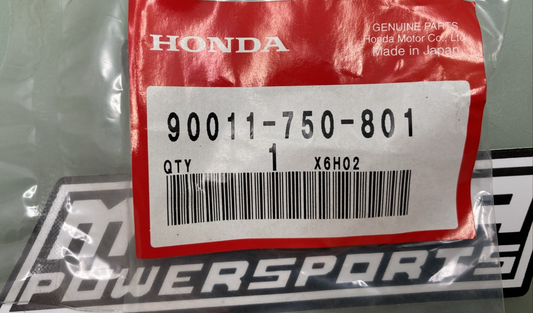 HONDA
GENUINE PARTS
Honda Motor Co., Ltd
Made in Japan
90011-750-801
QTY 1 X6H02
POWERSPORTS